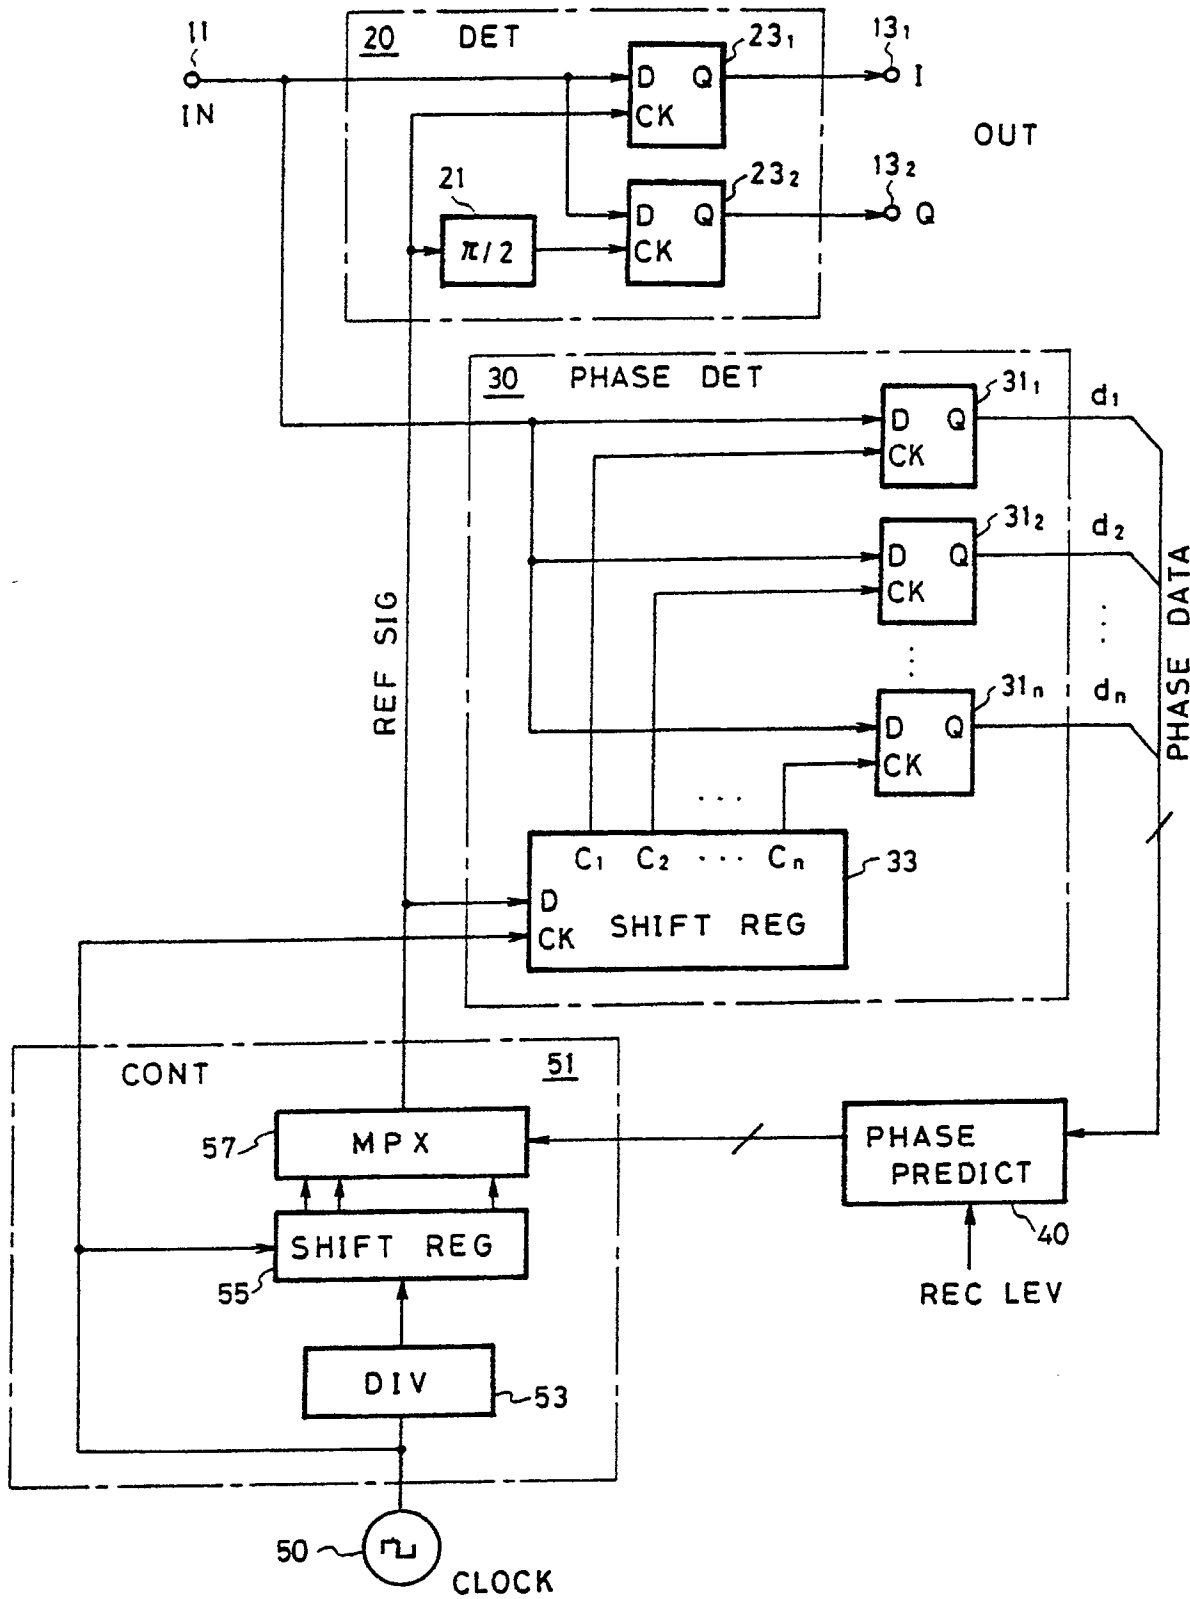 11
IN
20 DET
D Q
CK
23₁
13₁
I
OUT
21
π/2
D Q
CK
23₂
13₂
Q
30 PHASE DET
D Q
CK
31₁
d₁
D Q
CK
31₂
d₂
D Q
CK
31n
dn
PHASE DATA
REF SIG
C₁ C₂ ··· Cn
D
CK
SHIFT REG
33
CONT
51
57
MPX
PHASE
PREDICT
40
REC LEV
SHIFT REG
55
DIV
53
50
CLOCK